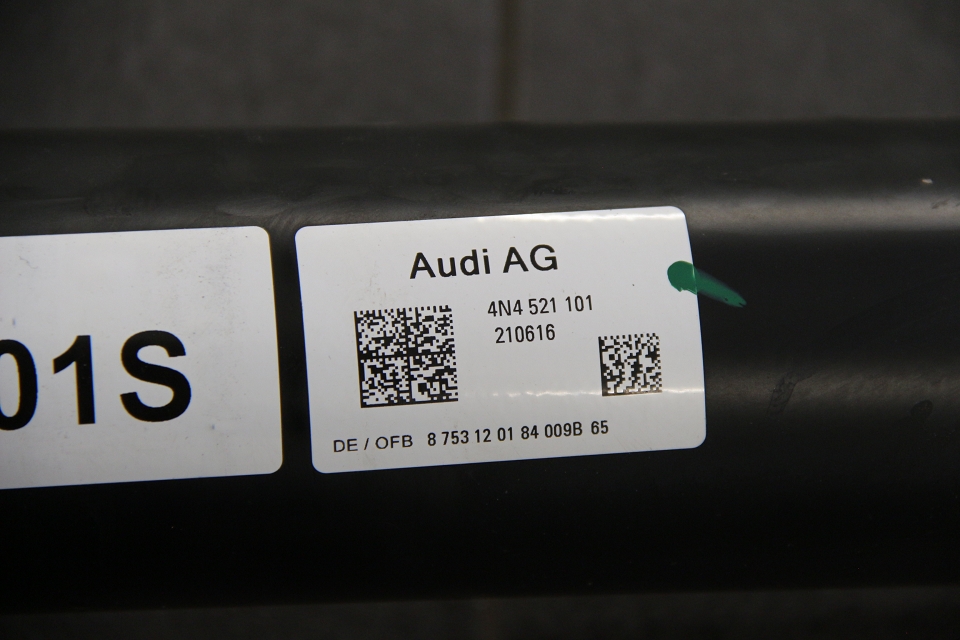 01S
Audi AG
4N4 521 101
210616
DE / OFB 8 753 12 01 84 009B 65